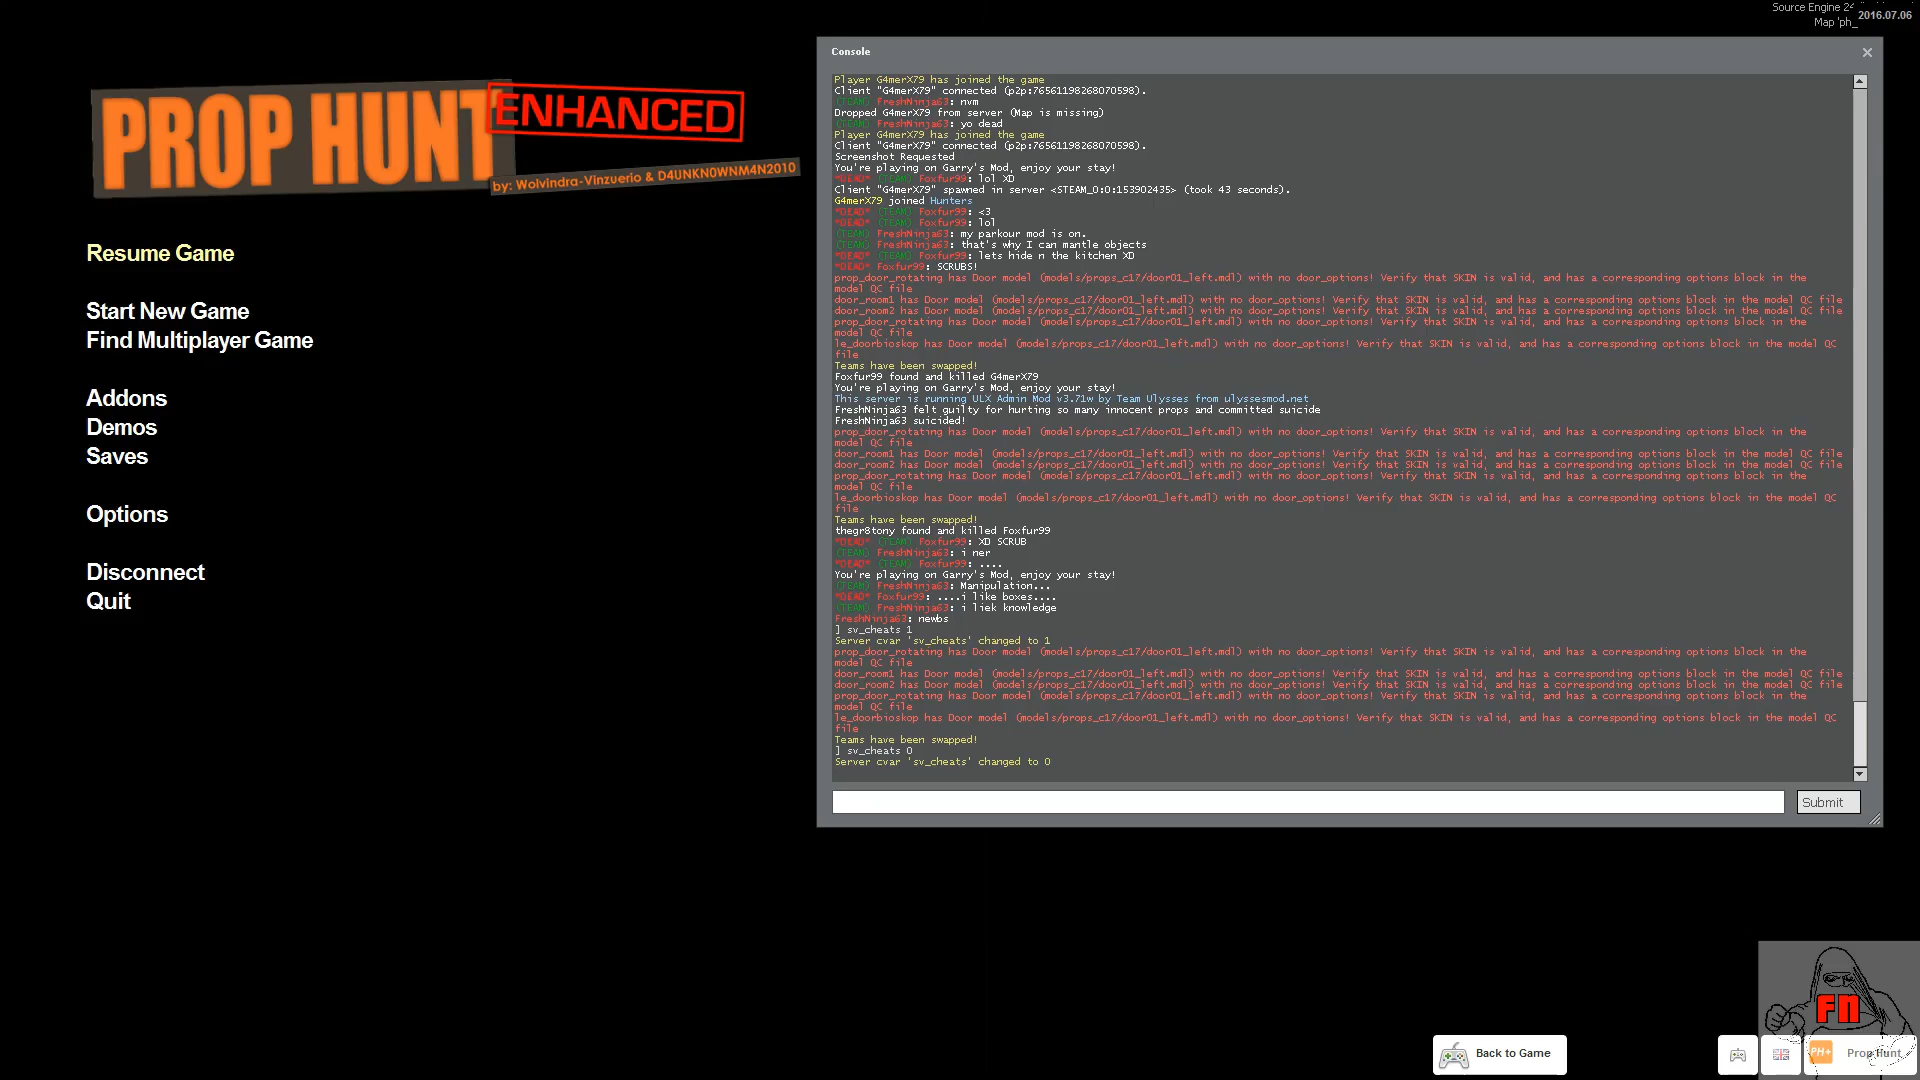 Source Engine 24
2016.07.06
Map 'ph_
PROP HUNT
ENHANCED
by: Wolvindra-Vinzuerio & D4UNKN0WNM4N2010
Resume Game
Start New Game
Find Multiplayer Game
Addons
Demos
Saves
Options
Disconnect
Quit
Console
Player G4merX79 has joined the game
Client "G4merX79" connected (p2p:76561198268070598).
(TEAM) FreshNinja63: nvm
Dropped G4merX79 from server (Map is missing)
(TEAM) FreshNinja63: yo dead
Player G4merX79 has joined the game
Client "G4merX79" connected (p2p:76561198268070598).
Screenshot Requested
You're playing on Garry's Mod, enjoy your stay!
*DEAD* (TEAM) Foxfur99: lol XD
Client "G4merX79" spawned in server <STEAM_0:0:153902435> (took 43 seconds).
G4merX79 joined Hunters
*DEAD* (TEAM) Foxfur99: <3
*DEAD* (TEAM) Foxfur99: lol
(TEAM) FreshNinja63: my parkour mod is on.
(TEAM) FreshNinja63: that's why I can mantle objects
*DEAD* (TEAM) Foxfur99: lets hide n the kitchen XD
*DEAD* Foxfur99: SCRUBS!
prop_door_rotating has Door model (models/props_c17/door01_left.mdl) with no door_options! Verify that SKIN is valid, and has a corresponding options block in the
model QC file
door_room1 has Door model (models/props_c17/door01_left.mdl) with no door_options! Verify that SKIN is valid, and has a corresponding options block in the model QC file
door_room2 has Door model (models/props_c17/door01_left.mdl) with no door_options! Verify that SKIN is valid, and has a corresponding options block in the model QC file
prop_door_rotating has Door model (models/props_c17/door01_left.mdl) with no door_options! Verify that SKIN is valid, and has a corresponding options block in the
model QC file
le_doorbioskop has Door model (models/props_c17/door01_left.mdl) with no door_options! Verify that SKIN is valid, and has a corresponding options block in the model QC
file
Teams have been swapped!
Foxfur99 found and killed G4merX79
You're playing on Garry's Mod, enjoy your stay!
This server is running ULX Admin Mod v3.71w by Team Ulysses from ulyssesmod.net
FreshNinja63 felt guilty for hurting so many innocent props and committed suicide
FreshNinja63 suicided!
prop_door_rotating has Door model (models/props_c17/door01_left.mdl) with no door_options! Verify that SKIN is valid, and has a corresponding options block in the
model QC file
door_room1 has Door model (models/props_c17/door01_left.mdl) with no door_options! Verify that SKIN is valid, and has a corresponding options block in the model QC file
door_room2 has Door model (models/props_c17/door01_left.mdl) with no door_options! Verify that SKIN is valid, and has a corresponding options block in the model QC file
prop_door_rotating has Door model (models/props_c17/door01_left.mdl) with no door_options! Verify that SKIN is valid, and has a corresponding options block in the
model QC file
le_doorbioskop has Door model (models/props_c17/door01_left.mdl) with no door_options! Verify that SKIN is valid, and has a corresponding options block in the model QC
file
Teams have been swapped!
thegr8tony found and killed Foxfur99
*DEAD* (TEAM) Foxfur99: XD SCRUB
(TEAM) FreshNinja63: i ner
*DEAD* (TEAM) Foxfur99: ....
You're playing on Garry's Mod, enjoy your stay!
(TEAM) FreshNinja63: Manipulation...
*DEAD* (TEAM) Foxfur99: ....i like boxes....
(TEAM) FreshNinja63: i liek knowledge
FreshNinja63: newbs
] sv_cheats 1
Server cvar 'sv_cheats' changed to 1
prop_door_rotating has Door model (models/props_c17/door01_left.mdl) with no door_options! Verify that SKIN is valid, and has a corresponding options block in the
model QC file
door_room1 has Door model (models/props_c17/door01_left.mdl) with no door_options! Verify that SKIN is valid, and has a corresponding options block in the model QC file
door_room2 has Door model (models/props_c17/door01_left.mdl) with no door_options! Verify that SKIN is valid, and has a corresponding options block in the model QC file
prop_door_rotating has Door model (models/props_c17/door01_left.mdl) with no door_options! Verify that SKIN is valid, and has a corresponding options block in the
model QC file
le_doorbioskop has Door model (models/props_c17/door01_left.mdl) with no door_options! Verify that SKIN is valid, and has a corresponding options block in the model QC
file
Teams have been swapped!
] sv_cheats 0
Server cvar 'sv_cheats' changed to 0
Submit
FN
Back to Game
PH+
Prop Hunt